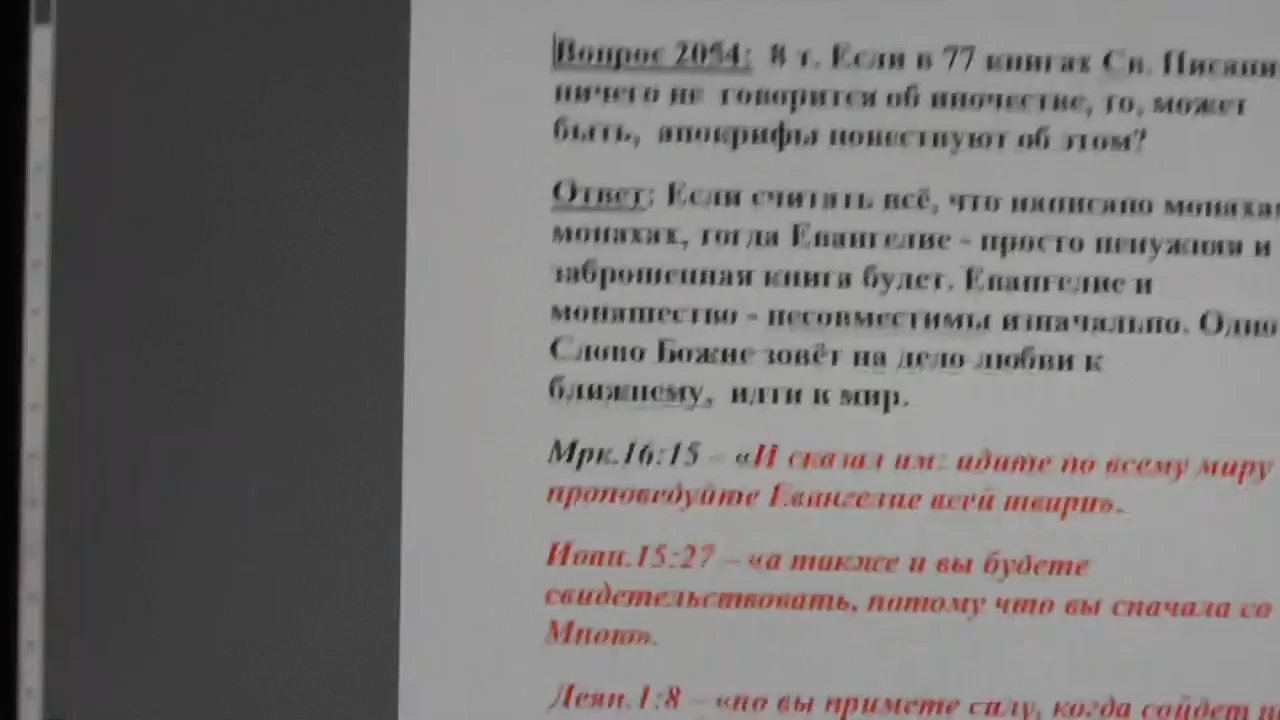 Вопрос 2054: 8 т. Если в 77 книгах Св. Писани
ничего не говорится об иночестве, то, может
быть, апокрифы повествуют об этом?
Ответ: Если считать всё, что написано монаха
монахах, тогда Евангелие - просто ненужная и
заброшенная книга будет. Евангелие и
монашество - несовместимы изначально. Одно
Слово Божие зовёт на дело любви к
ближнему, идти к мир.
Мрк.16:15 – «И сказал им: идите по всему миру
проповедуйте Евангелие всей твари».
Иоан.15:27 – «а также и вы будете
свидетельствовать, потому что вы сначала со
Мною».
Деян.1:8 – «но вы примете силу, когда сойдет